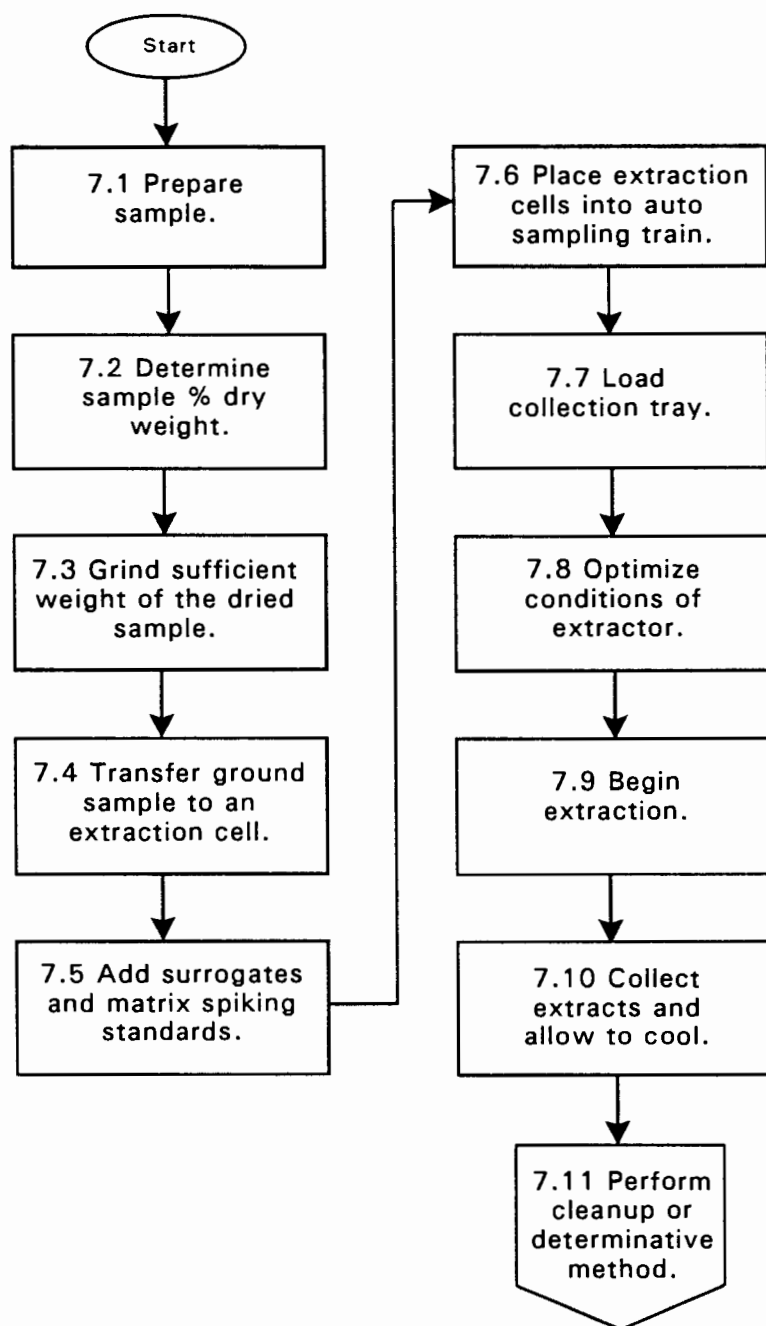 Start
7.1 Prepare
sample.
7.2 Determine
sample % dry
weight.
7.3 Grind sufficient
weight of the dried
sample.
7.4 Transfer ground
sample to an
extraction cell.
7.5 Add surrogates
and matrix spiking
standards.
7.6 Place extraction
cells into auto
sampling train.
7.7 Load
collection tray.
7.8 Optimize
conditions of
extractor.
7.9 Begin
extraction.
7.10 Collect
extracts and
allow to cool.
7.11 Perform
cleanup or
determinative
method.